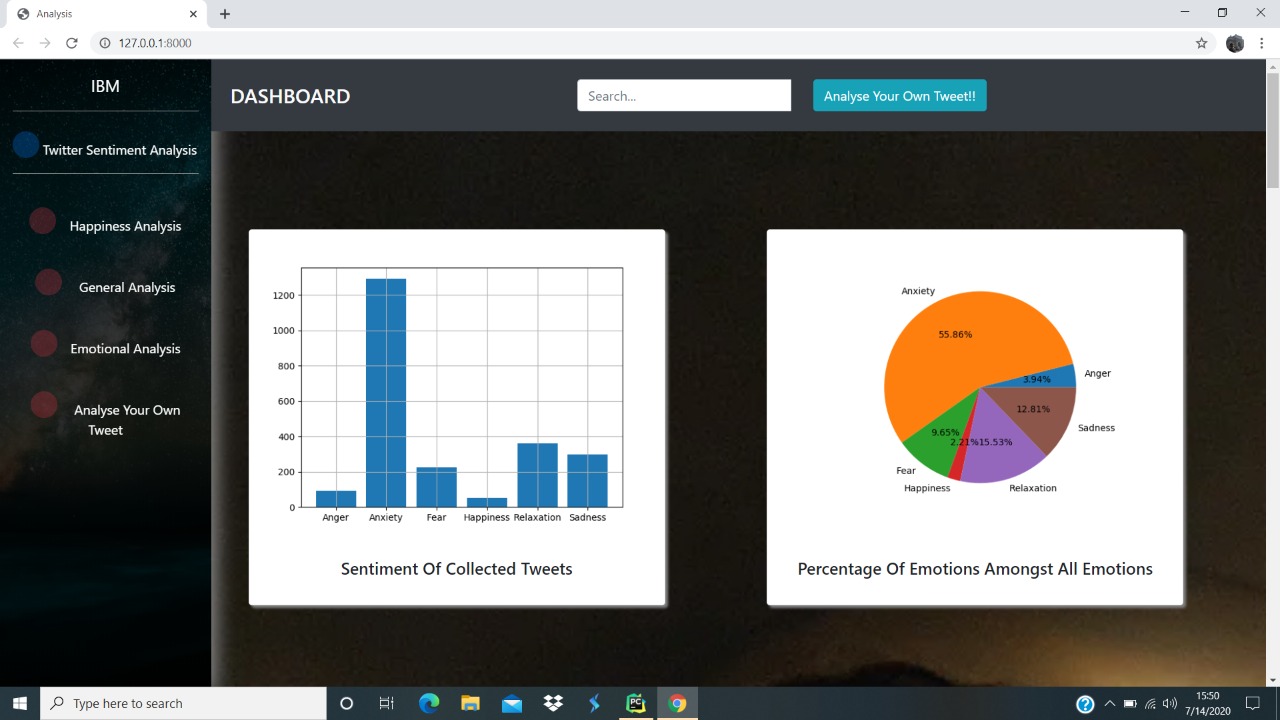 Analysis
127.0.0.1:8000
IBM
Twitter Sentiment Analysis
Happiness Analysis
General Analysis
Emotional Analysis
Analyse Your Own
Tweet
DASHBOARD
Search...
Analyse Your Own Tweet!!
1200
1000
800
600
400
200
0
Anger Anxiety Fear Happiness Relaxation Sadness
Sentiment Of Collected Tweets
Anxiety
55.86%
Anger
3.94%
12.81%
Sadness
9.65%
2.21%
15.53%
Fear
Happiness
Relaxation
Percentage Of Emotions Amongst All Emotions
Type here to search
PC
15:50
7/14/2020